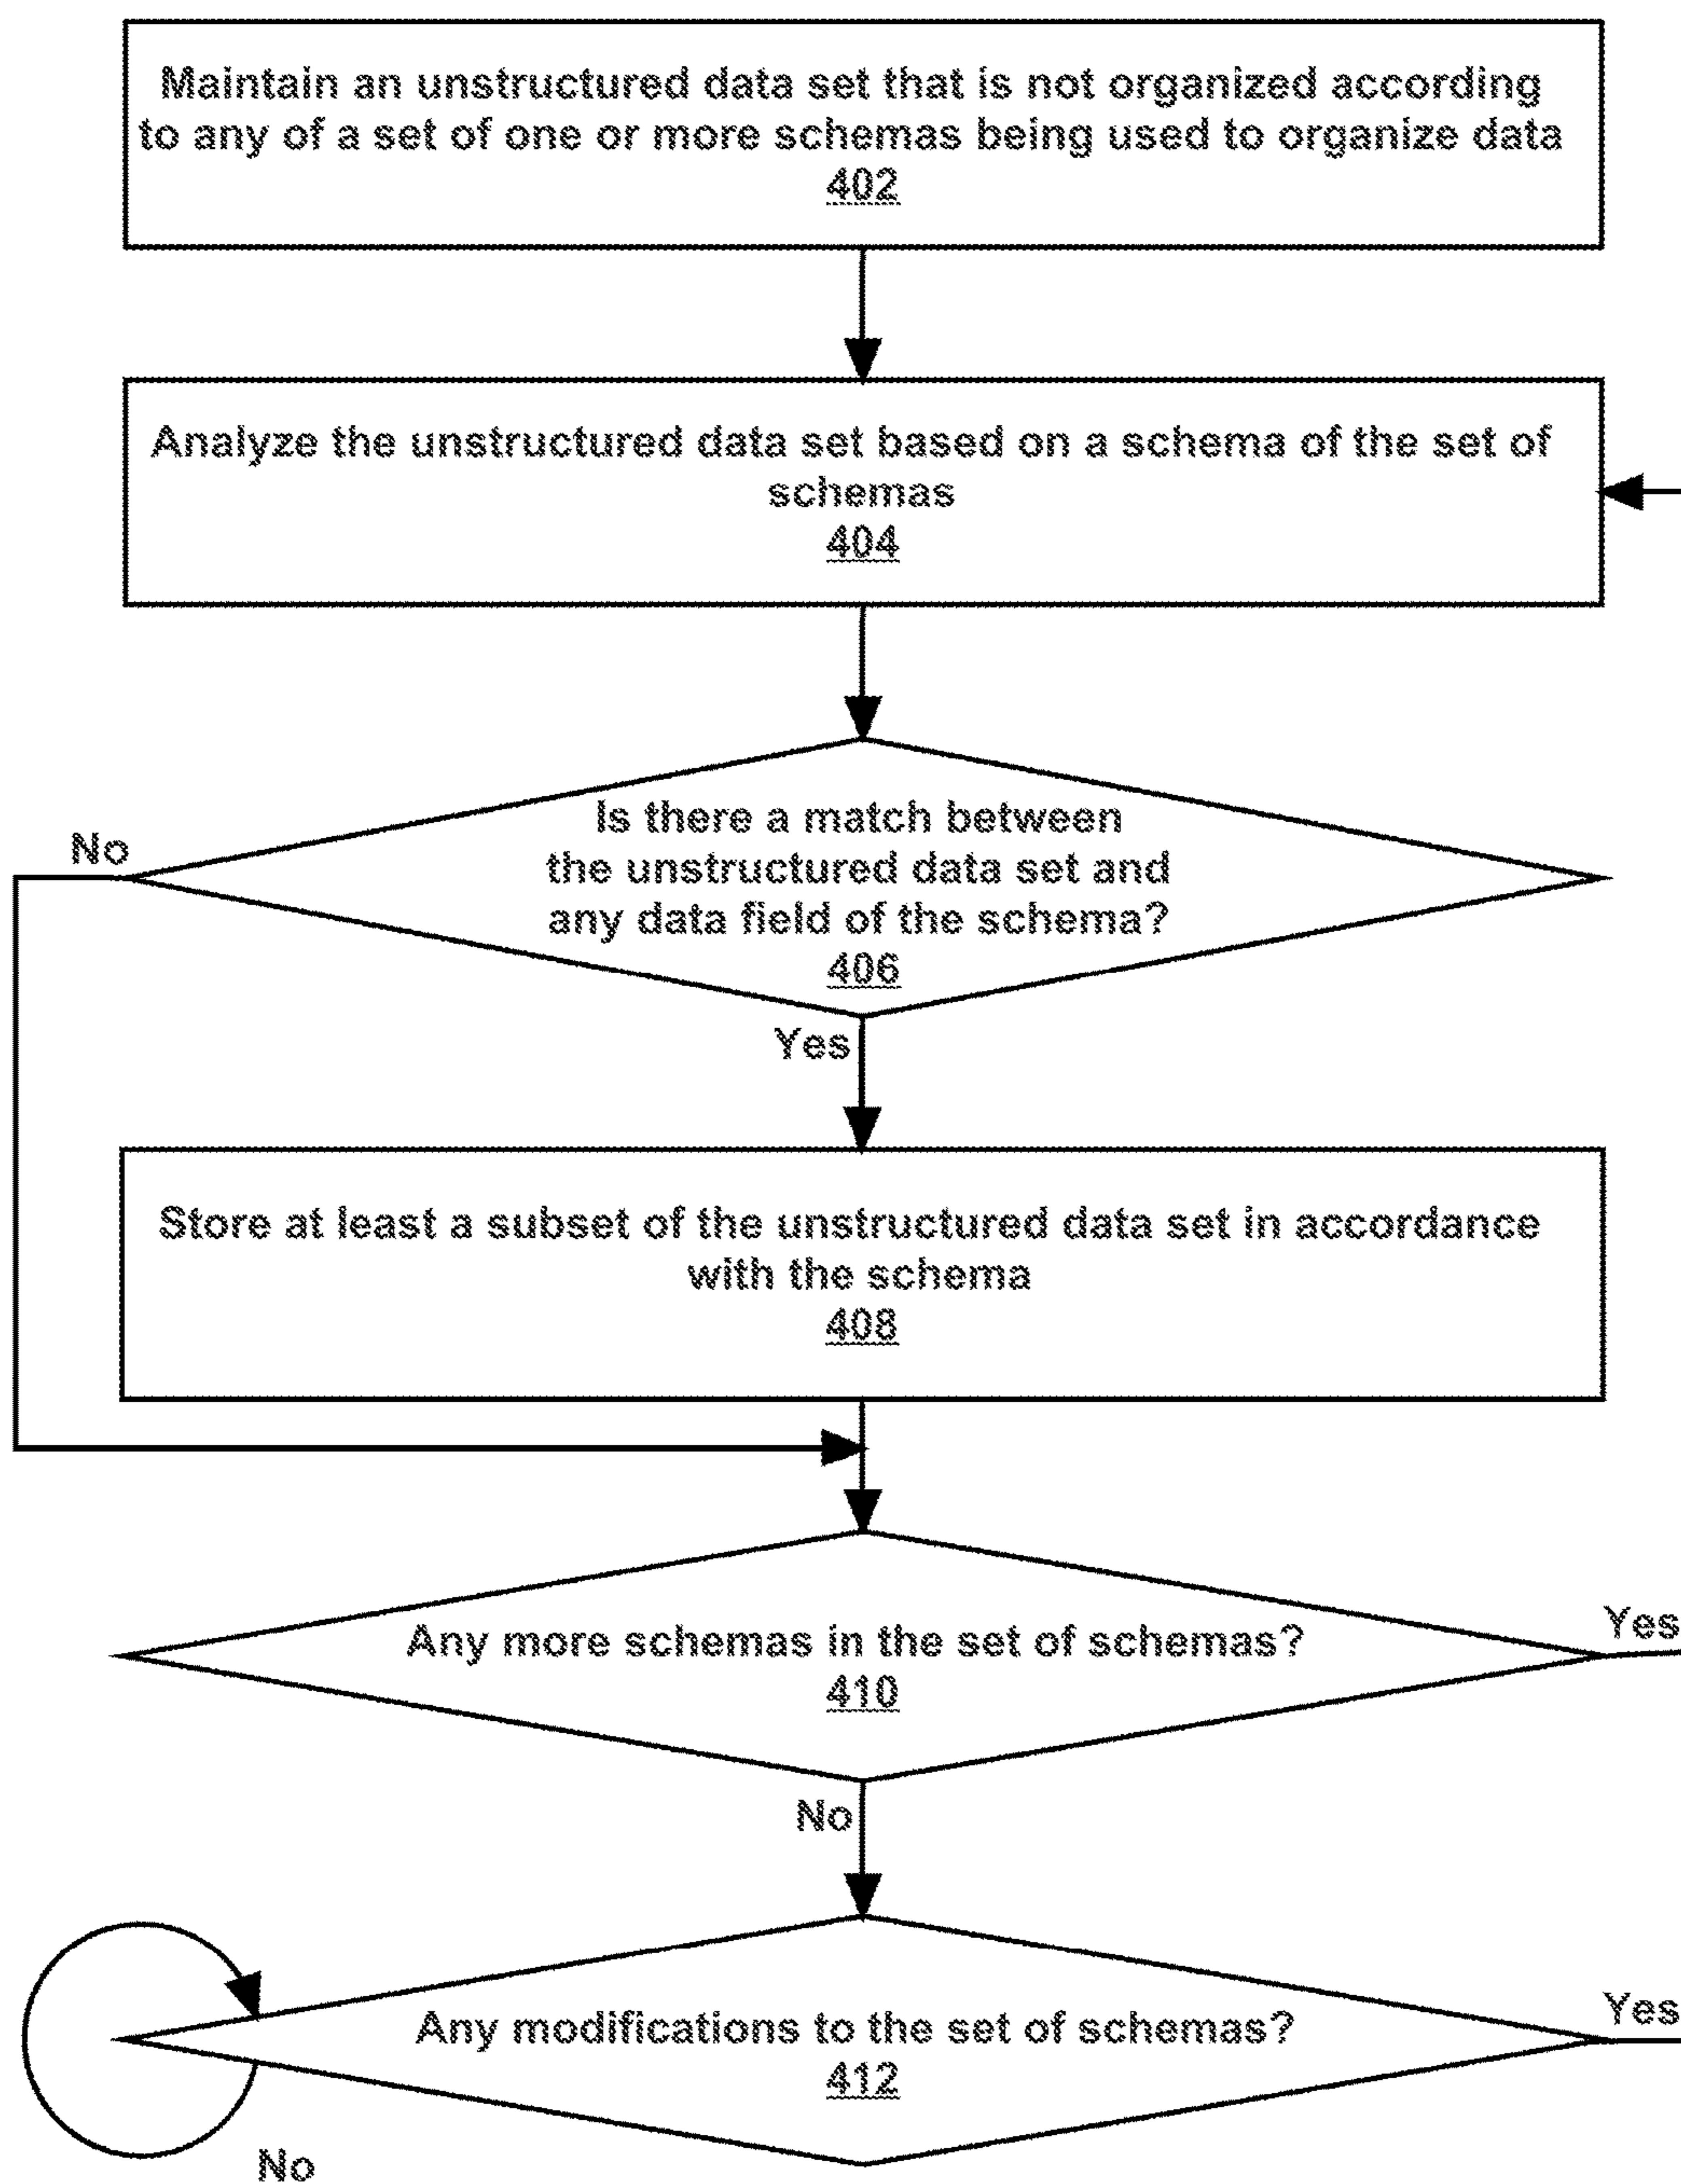 Maintain an unstructured data set that is not organized according
to any of a set of one or more schemas being used to organize data
402
Analyze the unstructured data set based on a schema of the set of
schemas
404
Is there a match between
the unstructured data set and
any data field of the schema?
406
No
Yes
Store at least a subset of the unstructured data set in accordance
with the schema
408
Any more schemas in the set of schemas?
410
Yes
No
Any modifications to the set of schemas?
412
Yes
No